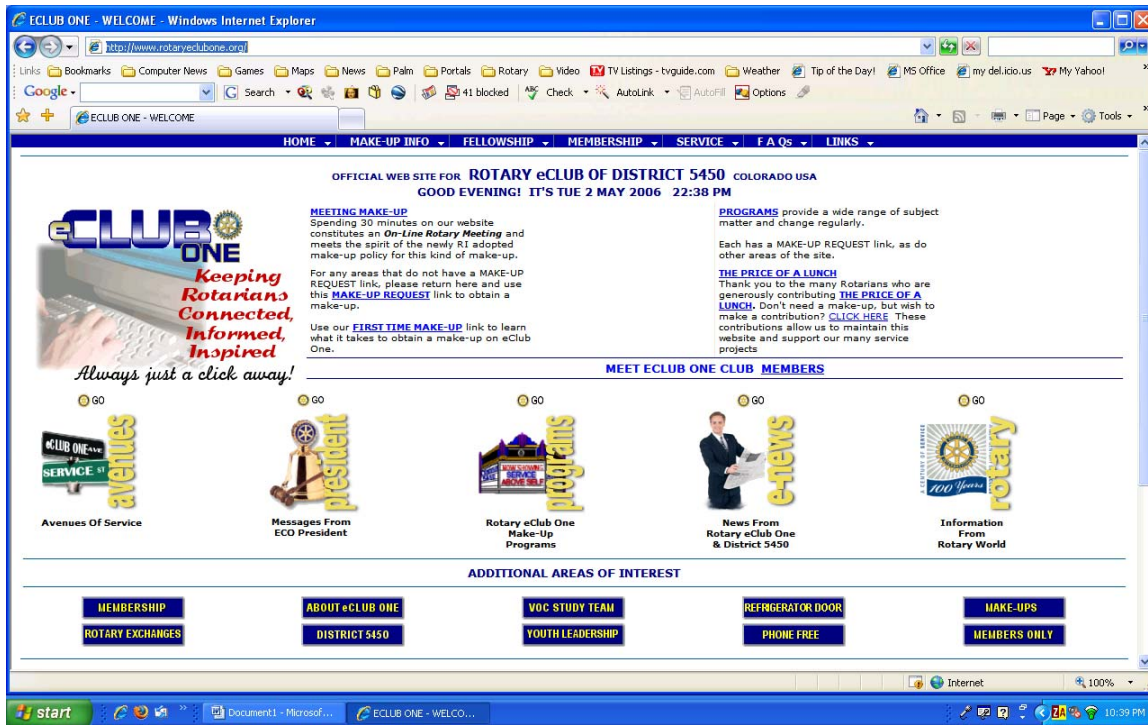 ECLUB ONE - WELCOME - Windows Internet Explorer
http://www.rotaryeclubone.org/
Links Bookmarks Computer News Games Maps News Palm Portals Rotary Video TV Listings - tvguide.com Weather Tip of the Day! MS Office my del.icio.us My Yahoo!
Google Search 41 blocked Check AutoLink AutoFill Options
ECLUB ONE - WELCOME Page Tools
HOME MAKE-UP INFO FELLOWSHIP MEMBERSHIP SERVICE F A Qs LINKS
OFFICIAL WEB SITE FOR ROTARY eCLUB OF DISTRICT 5450 COLORADO USA
GOOD EVENING! IT'S TUE 2 MAY 2006 22:38 PM
eCLUB
ONE
Keeping
Rotarians
Connected,
Informed,
Inspired
Always just a click away!
MEETING MAKE-UP
Spending 30 minutes on our website
constitutes an On-Line Rotary Meeting and
meets the spirit of the newly RI adopted
make-up policy for this kind of make-up.
For any areas that do not have a MAKE-UP
REQUEST link, please return here and use
this MAKE-UP REQUEST link to obtain a
make-up.
Use our FIRST TIME MAKE-UP link to learn
what it takes to obtain a make-up on eClub
One.
PROGRAMS provide a wide range of subject
matter and change regularly.
Each has a MAKE-UP REQUEST link, as do
other areas of the site.
THE PRICE OF A LUNCH
Thank you to the many Rotarians who are
generously contributing THE PRICE OF A
LUNCH. Don't need a make-up, but wish to
make a contribution? CLICK HERE These
contributions allow us to maintain this
website and support our many service
projects
MEET ECLUB ONE CLUB MEMBERS
GO GO GO GO GO
eCLUB ONE AVE
SERVICE ST
avenues
president
NOW SHOWING
SERVICE
ABOVE SELF
programs
e-news
A CENTURY OF SERVICE
100 Years
rotary
Avenues Of Service
Messages From
ECO President
Rotary eClub One
Make-Up
Programs
News From
Rotary eClub One
& District 5450
Information
From
Rotary World
ADDITIONAL AREAS OF INTEREST
MEMBERSHIP ABOUT eCLUB ONE VOC STUDY TEAM REFRIGERATOR DOOR MAKE-UPS
ROTARY EXCHANGES DISTRICT 5450 YOUTH LEADERSHIP PHONE FREE MEMBERS ONLY
Internet 100%
start Document1 - Microsof... ECLUB ONE - WELCO... ZA 10:39 PM